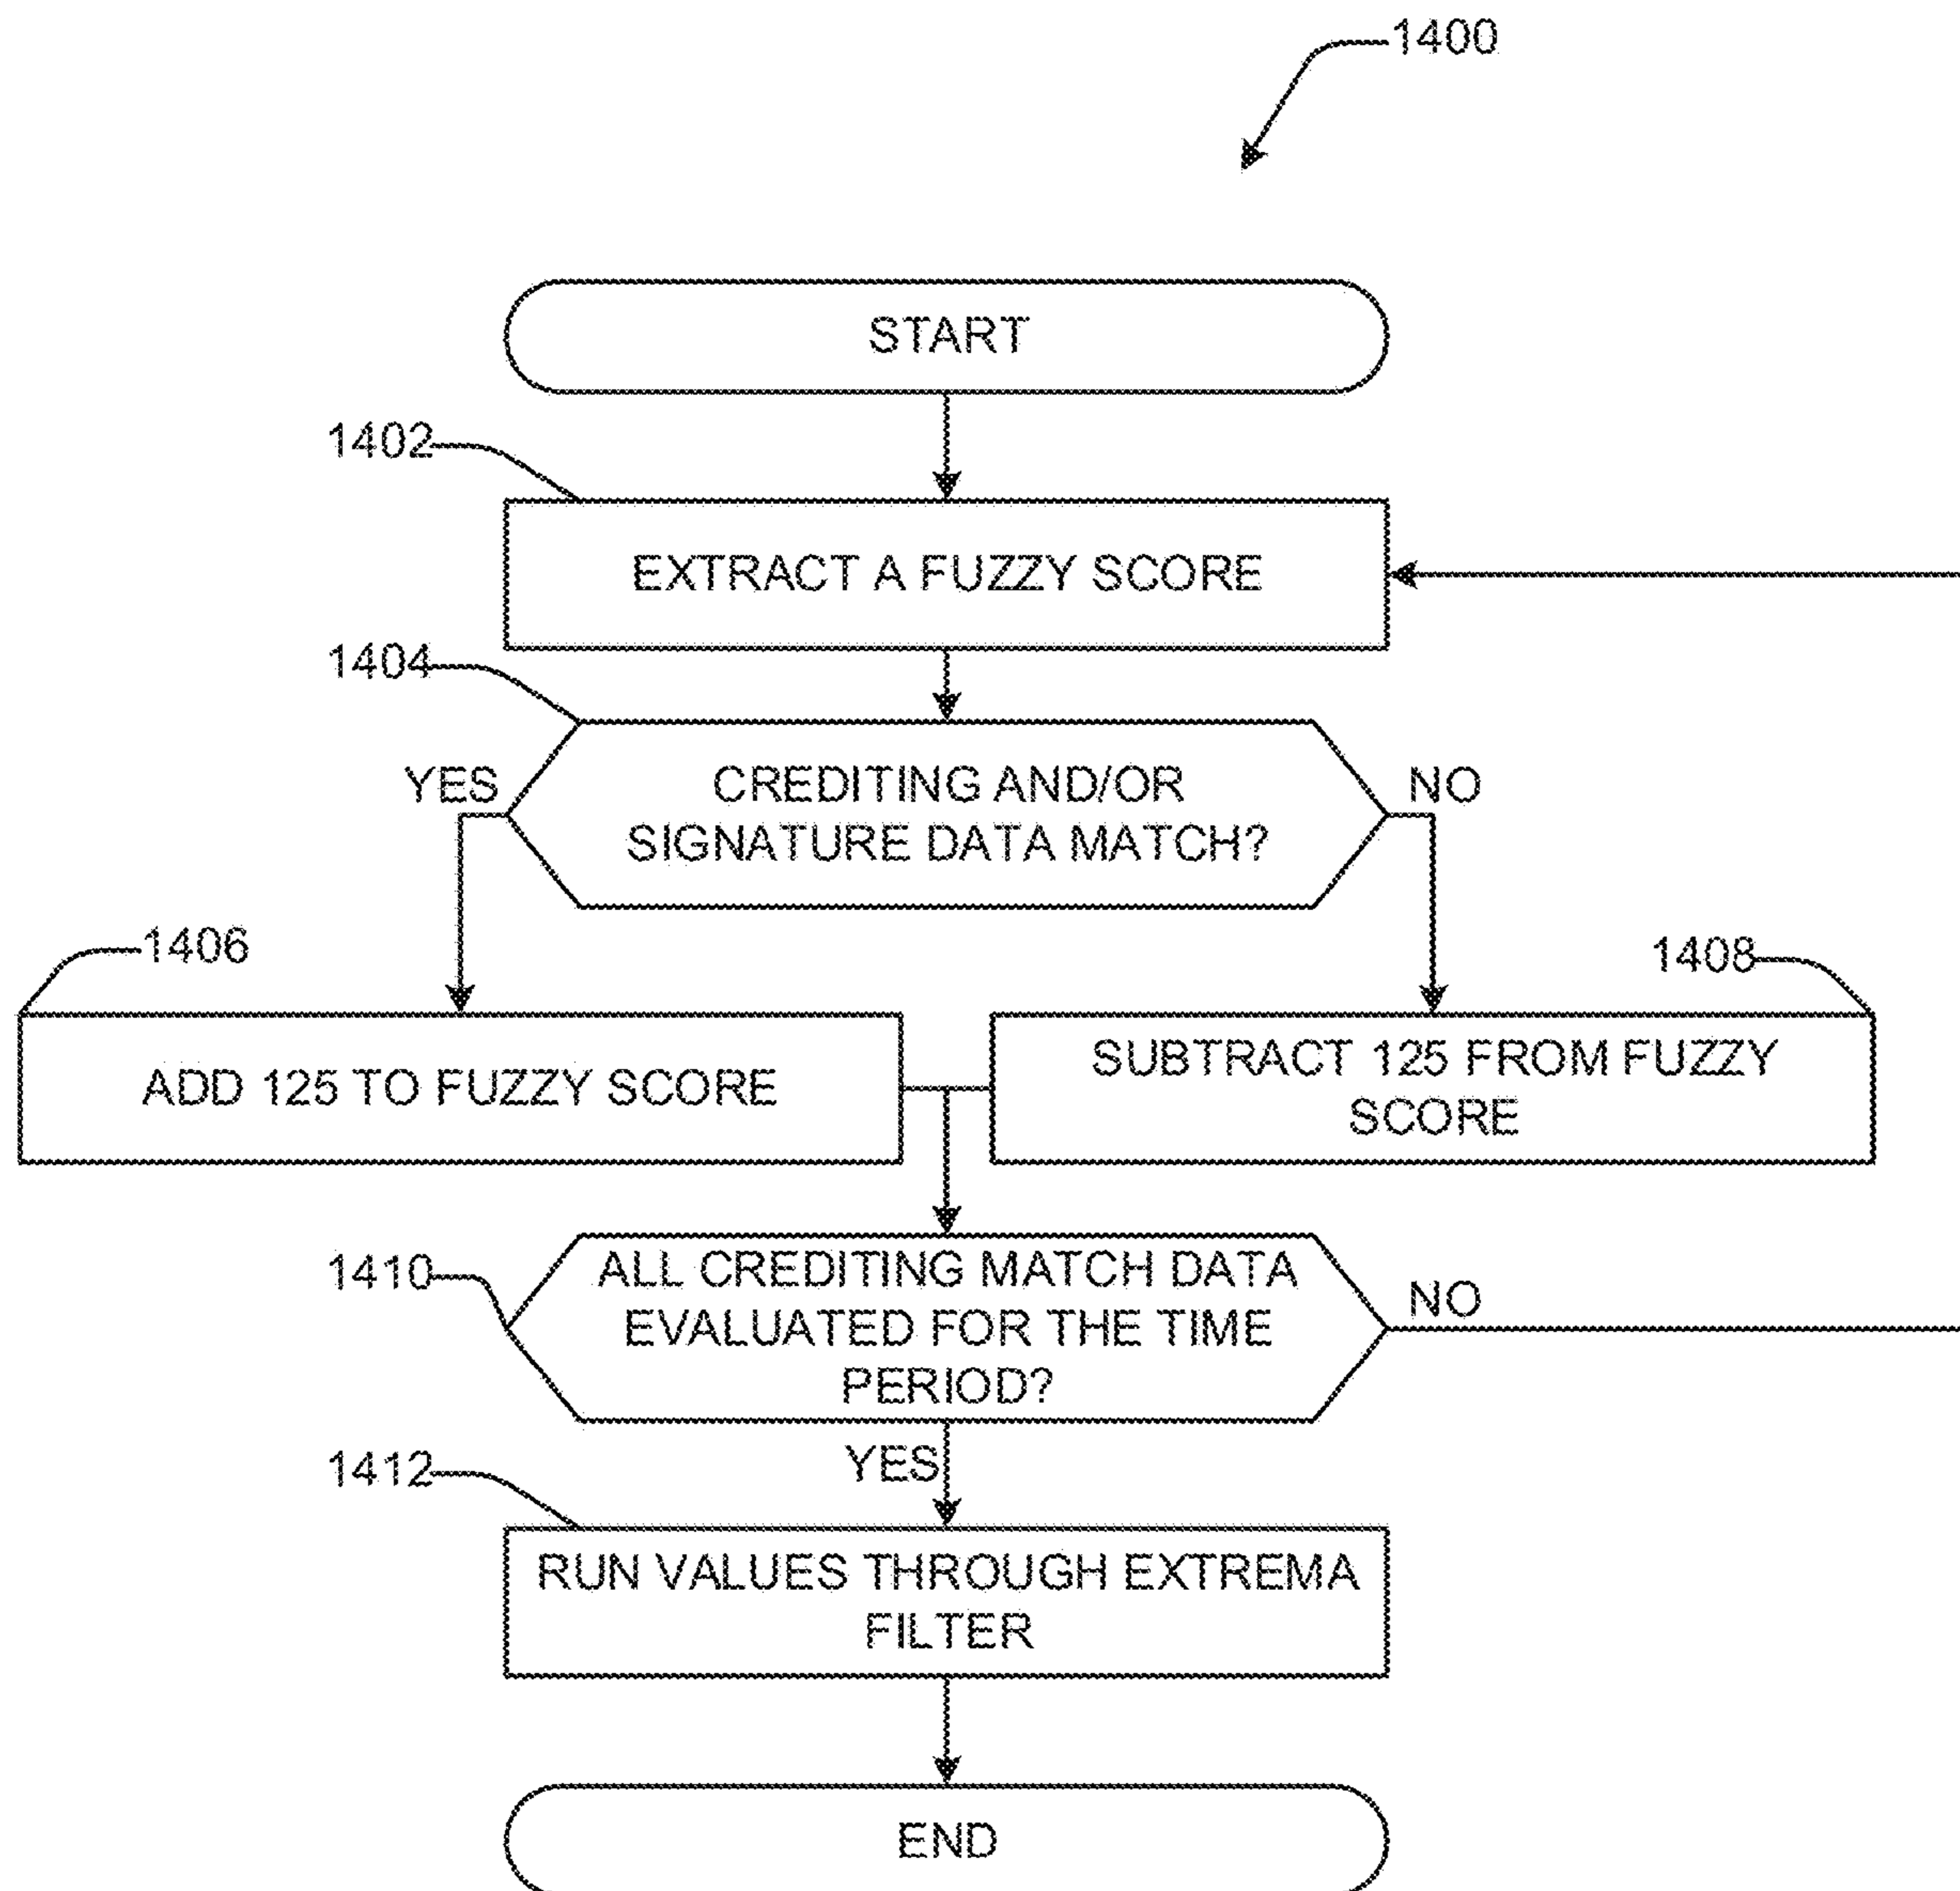 1400
START
1402
EXTRACT A FUZZY SCORE
1404
YES
CREDITING AND/OR
SIGNATURE DATA MATCH?
NO
1406
1408
ADD 125 TO FUZZY SCORE
SUBTRACT 125 FROM FUZZY
SCORE
1410
ALL CREDITING MATCH DATA
EVALUATED FOR THE TIME
PERIOD?
NO
YES
1412
RUN VALUES THROUGH EXTREMA
FILTER
END